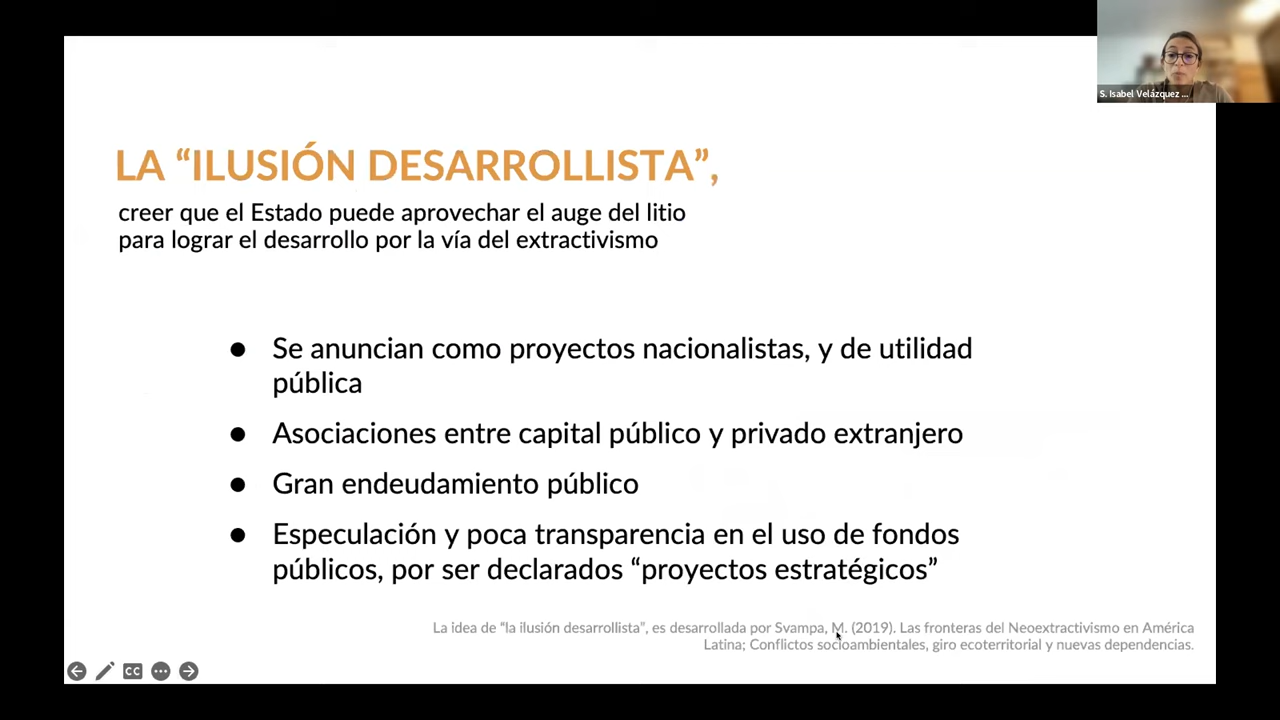 S. Isabel Velázquez ...
LA “ILUSIÓN DESARROLLISTA”,
creer que el Estado puede aprovechar el auge del litio
para lograr el desarrollo por la vía del extractivismo
● Se anuncian como proyectos nacionalistas, y de utilidad
pública
● Asociaciones entre capital público y privado extranjero
● Gran endeudamiento público
● Especulación y poca transparencia en el uso de fondos
públicos, por ser declarados “proyectos estratégicos”
La idea de “la ilusión desarrollista”, es desarrollada por Svampa, M. (2019). Las fronteras del Neoextractivismo en América
Latina; Conflictos socioambientales, giro ecoterritorial y nuevas dependencias.
CC